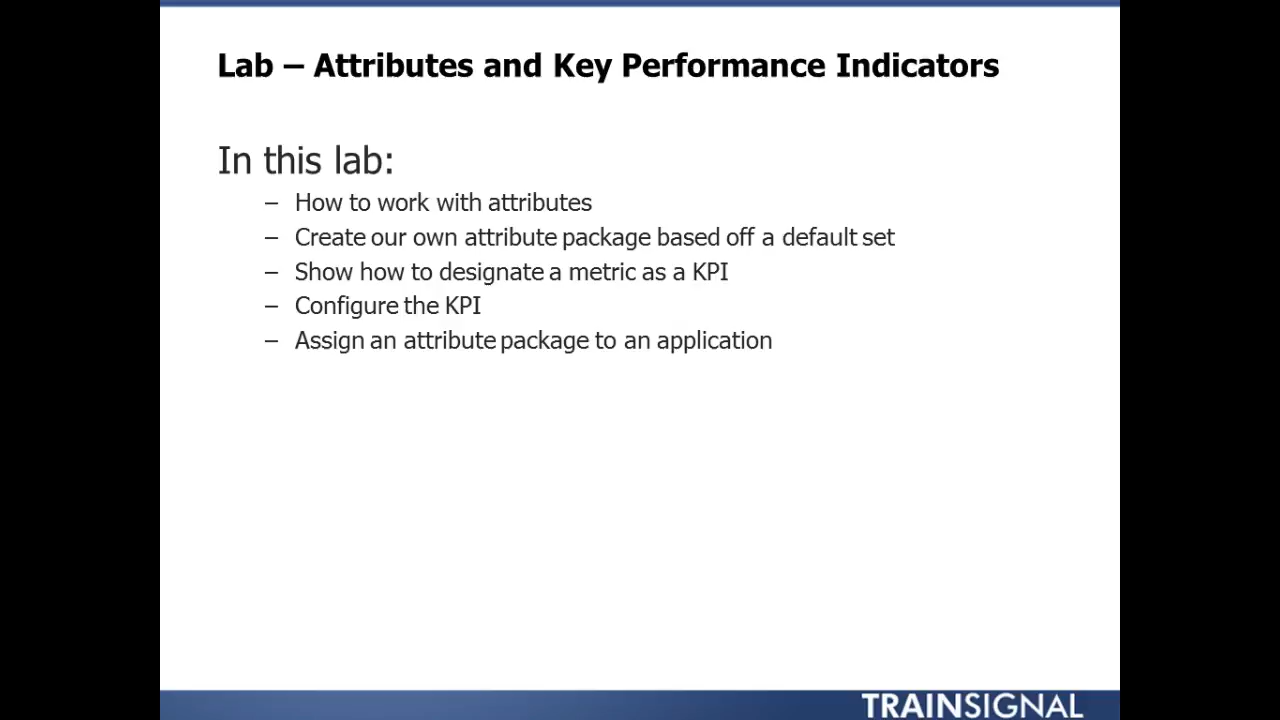 Lab – Attributes and Key Performance Indicators
In this lab:
– How to work with attributes
– Create our own attribute package based off a default set
– Show how to designate a metric as a KPI
– Configure the KPI
– Assign an attribute package to an application
TRAINSIGNAL